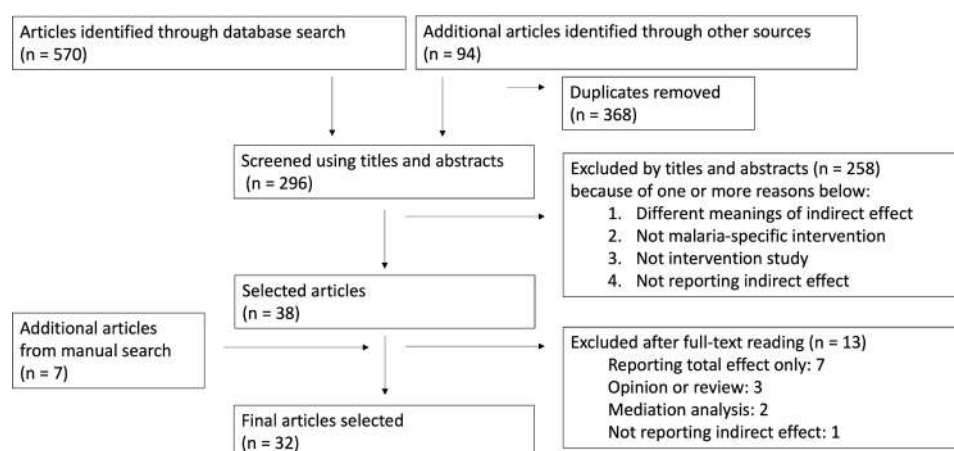 Articles identified through database search
(n = 570)
Additional articles identified through other sources
(n = 94)
Duplicates removed
(n = 368)
Screened using titles and abstracts
(n = 296)
Excluded by titles and abstracts (n = 258)
because of one or more reasons below:
1. Different meanings of indirect effect
2. Not malaria-specific intervention
3. Not intervention study
4. Not reporting indirect effect
Selected articles
(n = 38)
Additional articles
from manual search
(n = 7)
Excluded after full-text reading (n = 13)
Reporting total effect only: 7
Opinion or review: 3
Mediation analysis: 2
Not reporting indirect effect: 1
Final articles selected
(n = 32)